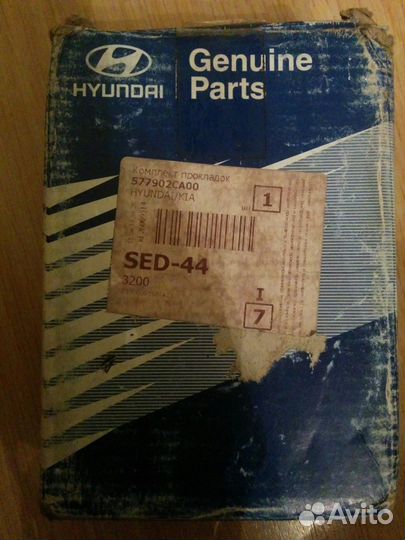 HYUNDAI
Genuine
Parts
Комплект прокладок
577902CA00
HYUNDAI/KIA
1
SED-44
3200
I
7
Avito